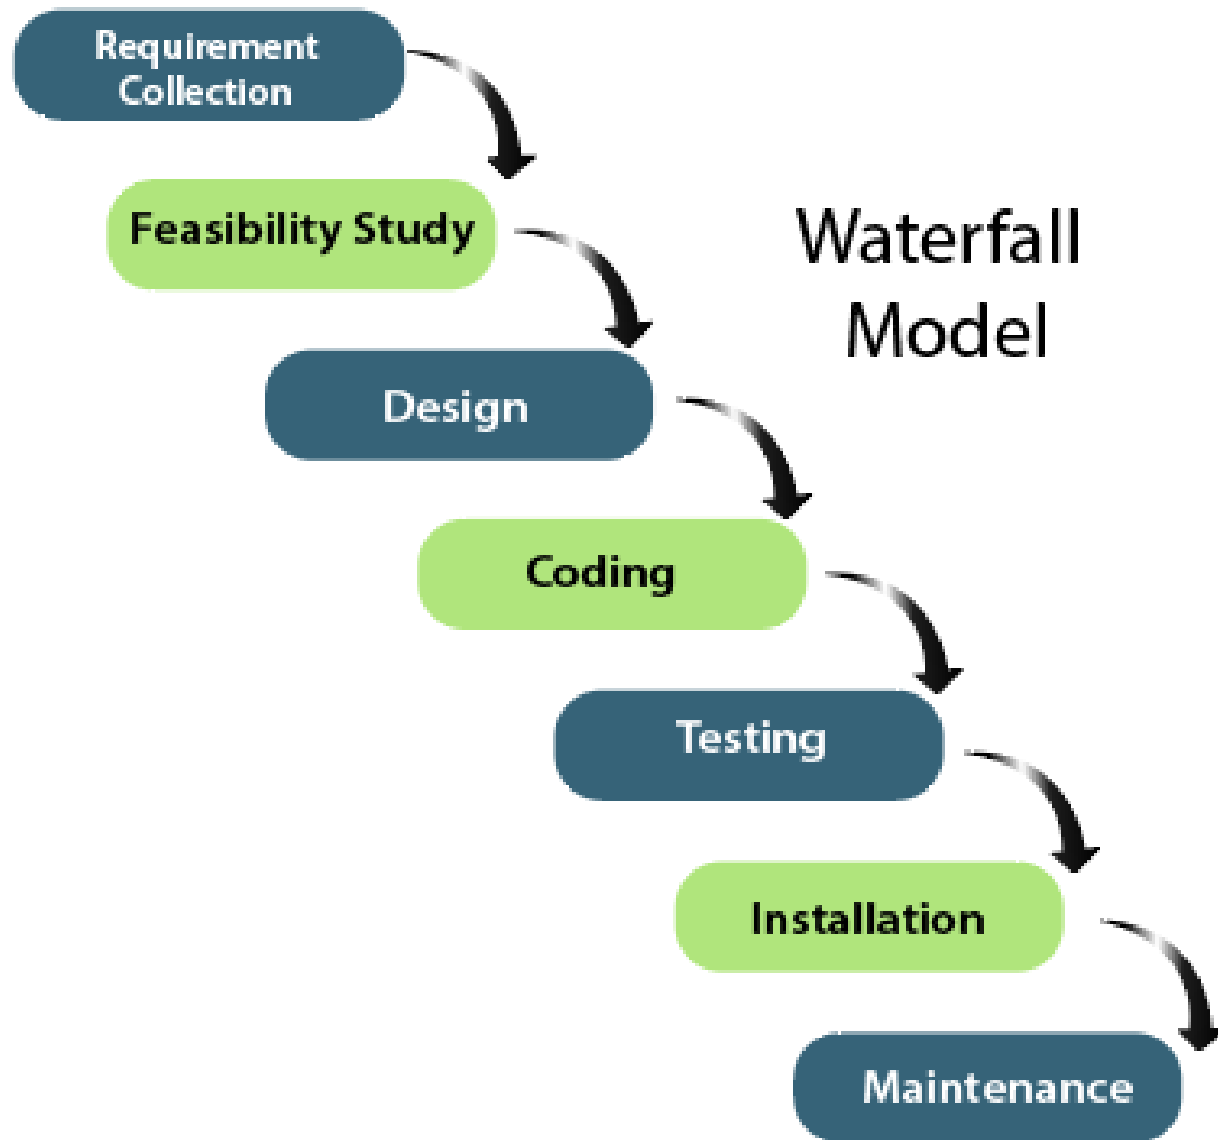 Requirement
Collection
Feasibility Study
Waterfall
Model
Design
Coding
Testing
Installation
Maintenance